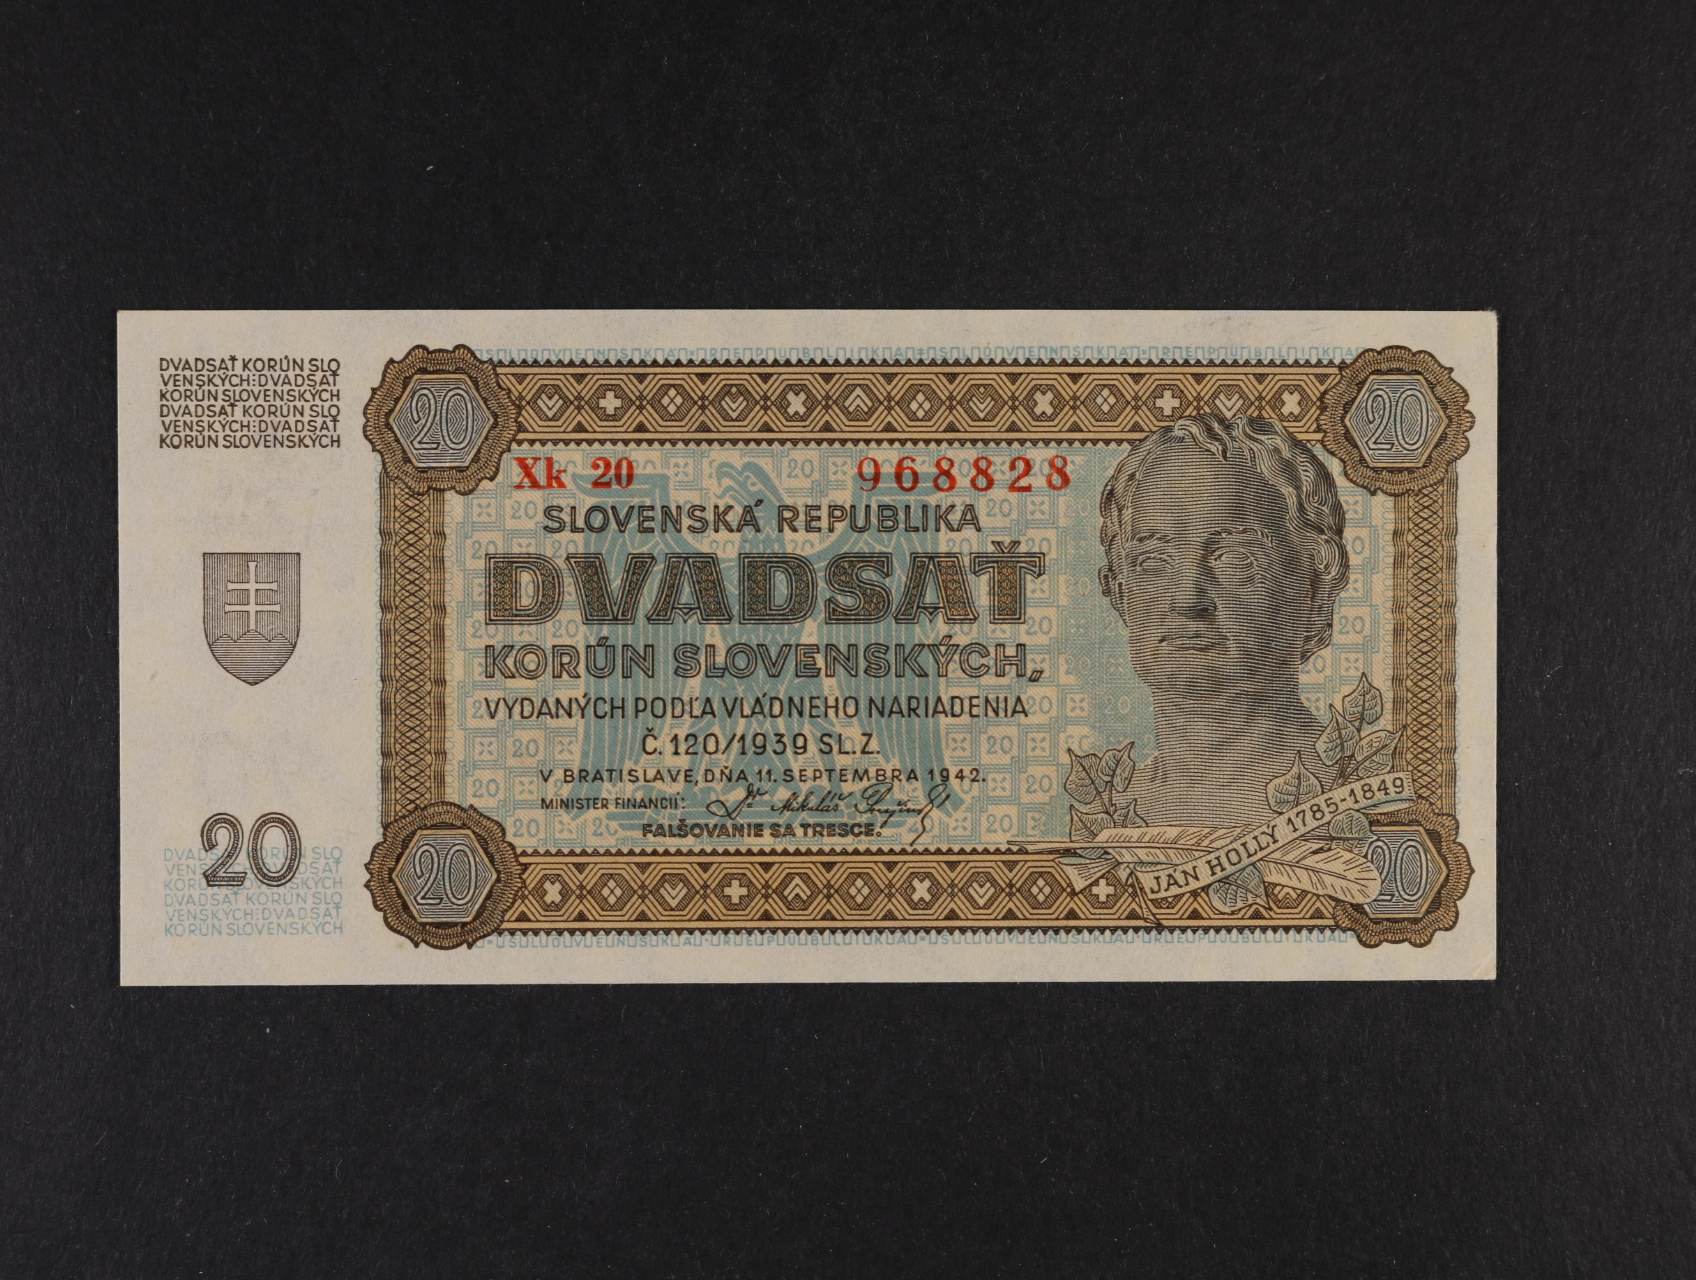 DVADSAŤ KORÚN SLO
VENSKÝCH:DVADSAŤ
KORÚN SLOVENSKÝCH
DVADSAŤ KORÚN SLO
VENSKÝCH:DVADSAŤ
KORÚN SLOVENSKÝCH
20
20
Xk 20 968828
SLOVENSKÁ REPUBLIKA
DVADSAŤ
KORÚN SLOVENSKÝCH,,
VYDANÝCH PODĽA VLÁDNEHO NARIADENIA
Č. 120/1939 SL. Z.
V BRATISLAVE, DŇA 11. SEPTEMBRA 1942.
MINISTER FINANCIÍ: Dr Mikuláš
FALŠOVANIE SA TRESCE.
JÁN HOLLÝ 1785-1849
20
DVADSAŤ KORÚN SLO
VENSKÝCH:DVADSAŤ
KORÚN SLOVENSKÝCH
DVADSAŤ KORÚN SLO
VENSKÝCH:DVADSAŤ
KORÚN SLOVENSKÝCH
20
20